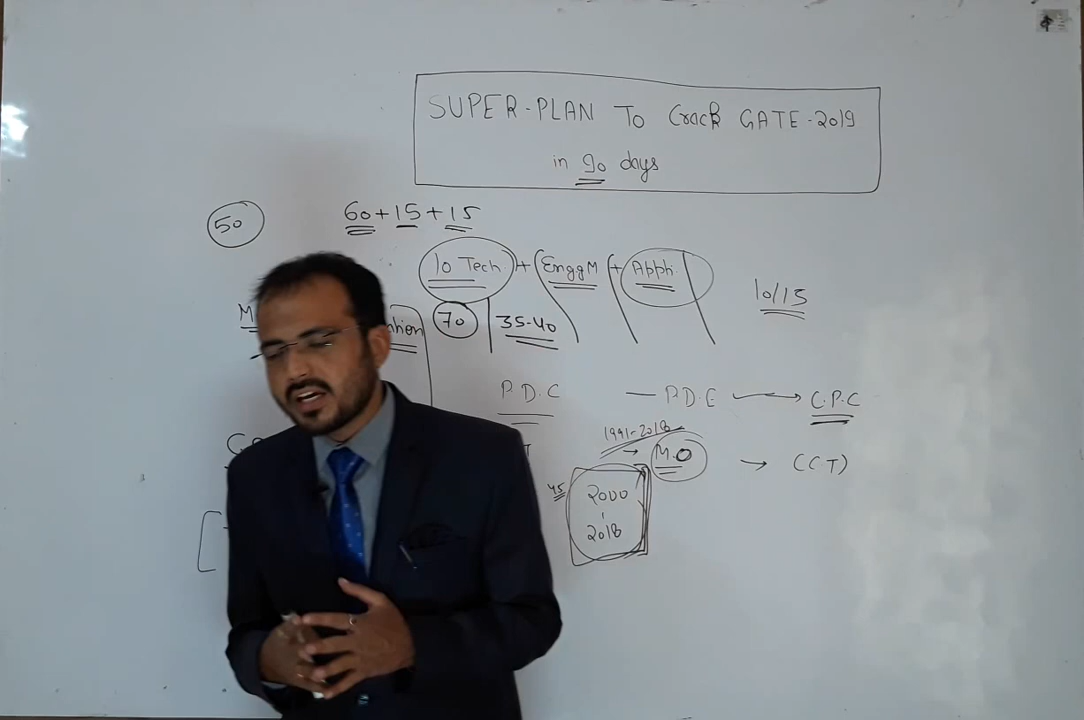 SUPER-PLAN To CracK GATE-2019
in 90 days
50
60+15+15
10 Tech + EnggM + Apph
10/15
M
70
35-40
P.D.C — P.D.E → C.P.C
1991-2018
→ M.O → (CT)
45
2000
2018